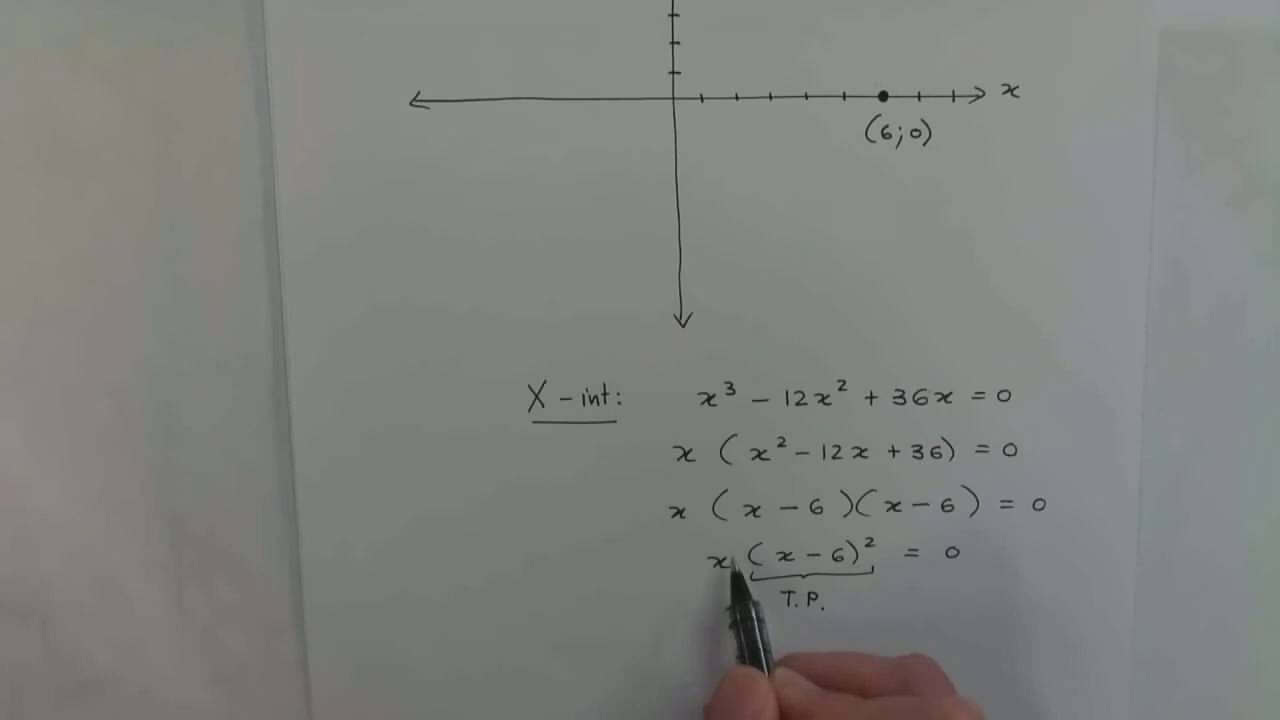 x
(6;0)
X-int: x³ - 12x² + 36x = 0
x (x² - 12x + 36) = 0
x (x - 6)(x - 6) = 0
x (x - 6)² = 0
T.P.